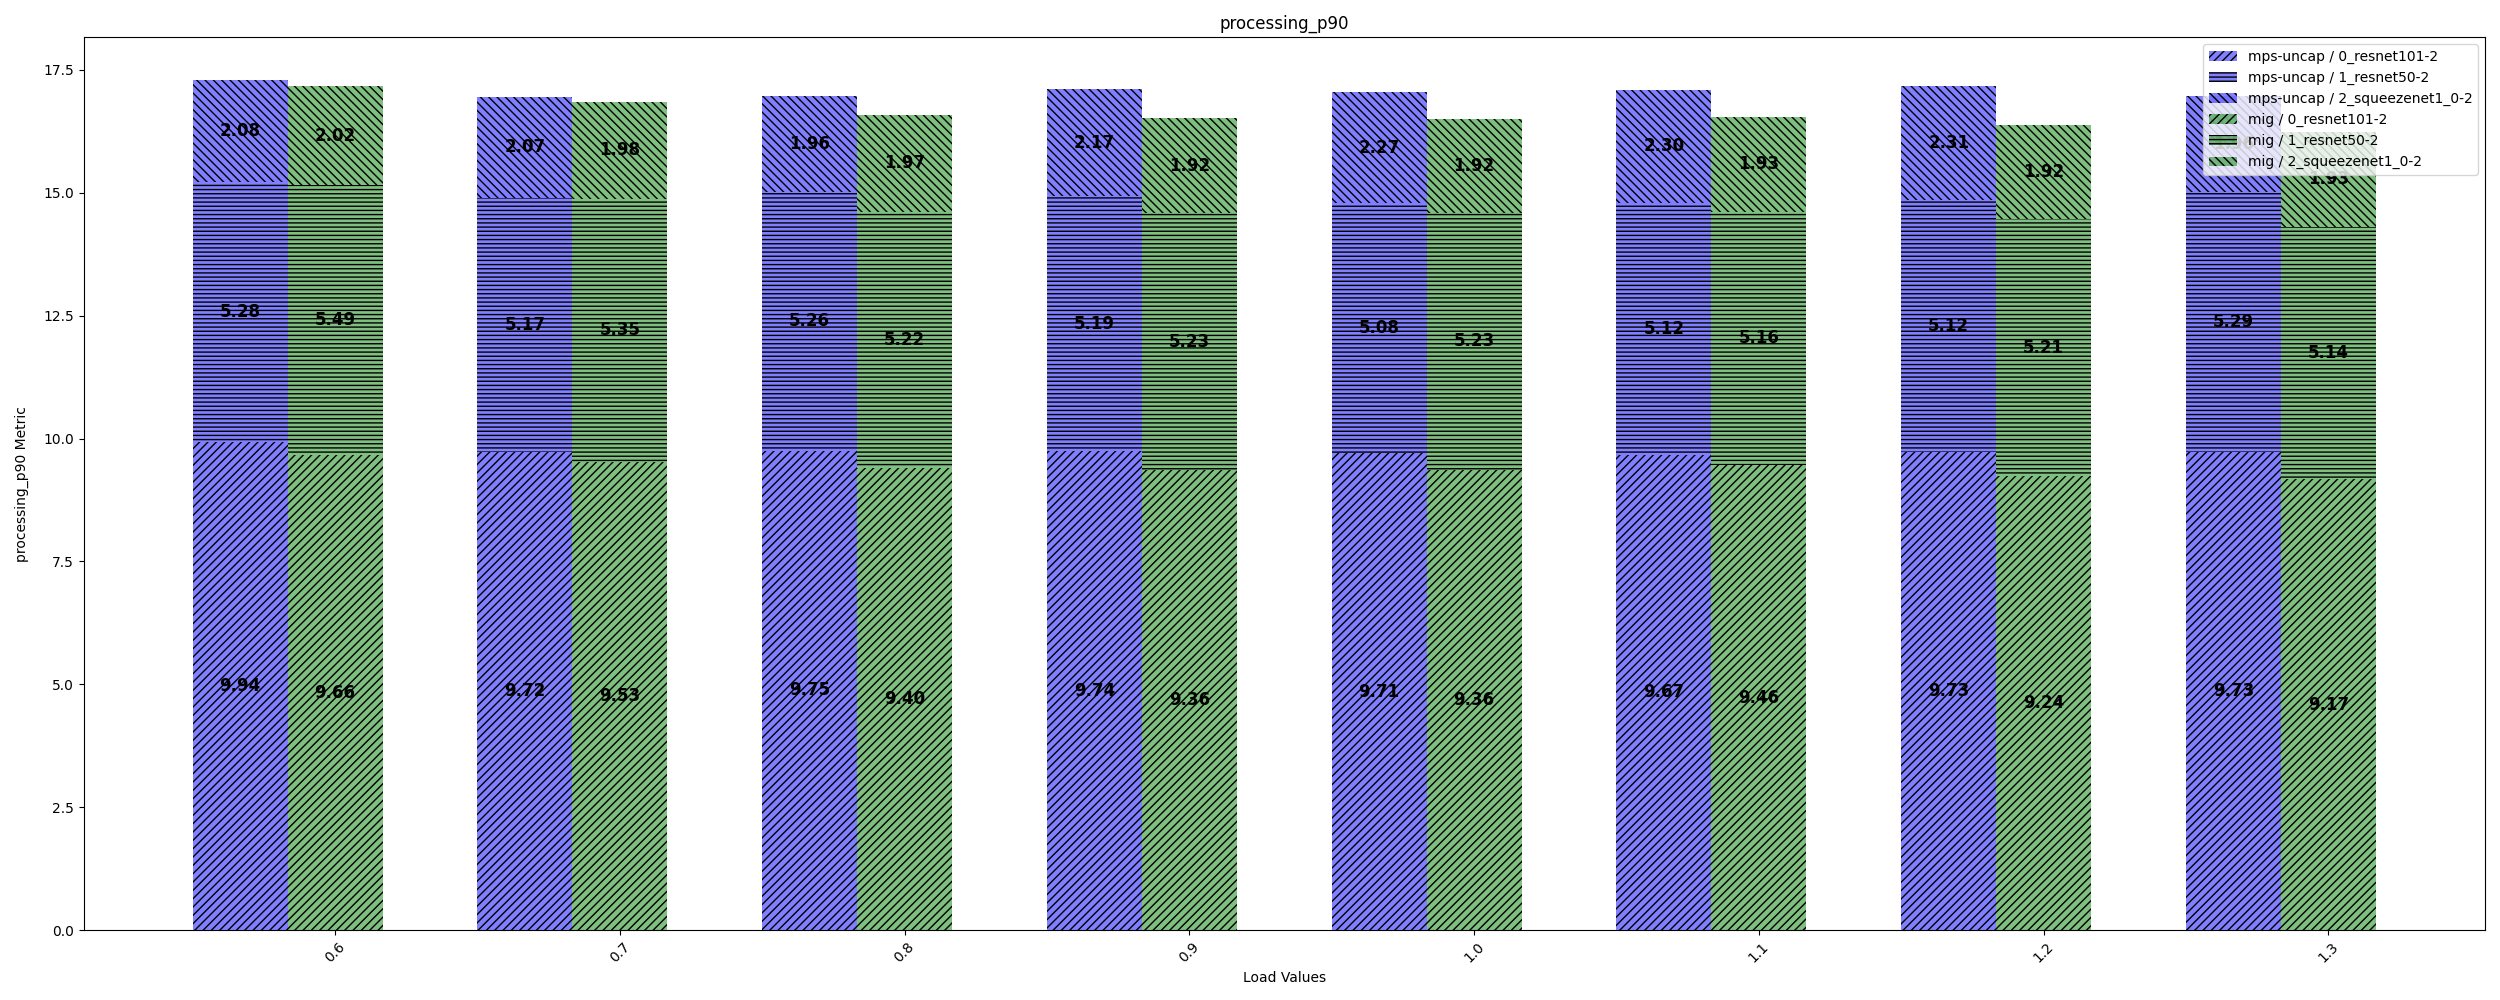 processing_p90
mps-uncap / 0_resnet101-2
mps-uncap / 1_resnet50-2
mps-uncap / 2_squeezenet1_0-2
mig / 0_resnet101-2
mig / 1_resnet50-2
mig / 2_squeezenet1_0-2
processing_p90 Metric
17.5
15.0
12.5
10.0
7.5
5.0
2.5
0.0
2.08 2.02 2.07 1.98 1.96 1.97 2.17 1.92 2.27 1.92 2.30 1.93 2.31 1.92 1.93
5.28 5.49 5.17 5.35 5.26 5.22 5.19 5.23 5.08 5.23 5.12 5.16 5.12 5.21 5.29 5.14
9.94 9.66 9.72 9.53 9.75 9.40 9.74 9.36 9.71 9.36 9.67 9.46 9.73 9.24 9.73 9.17
0.6 0.7 0.8 0.9 1.0 1.1 1.2 1.3
Load Values